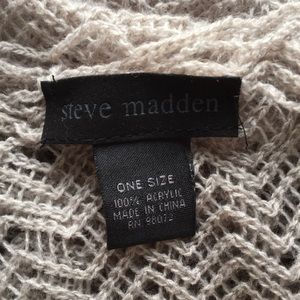 steve madden
ONE SIZE
100% ACRYLIC
MADE IN CHINA
RN 98073